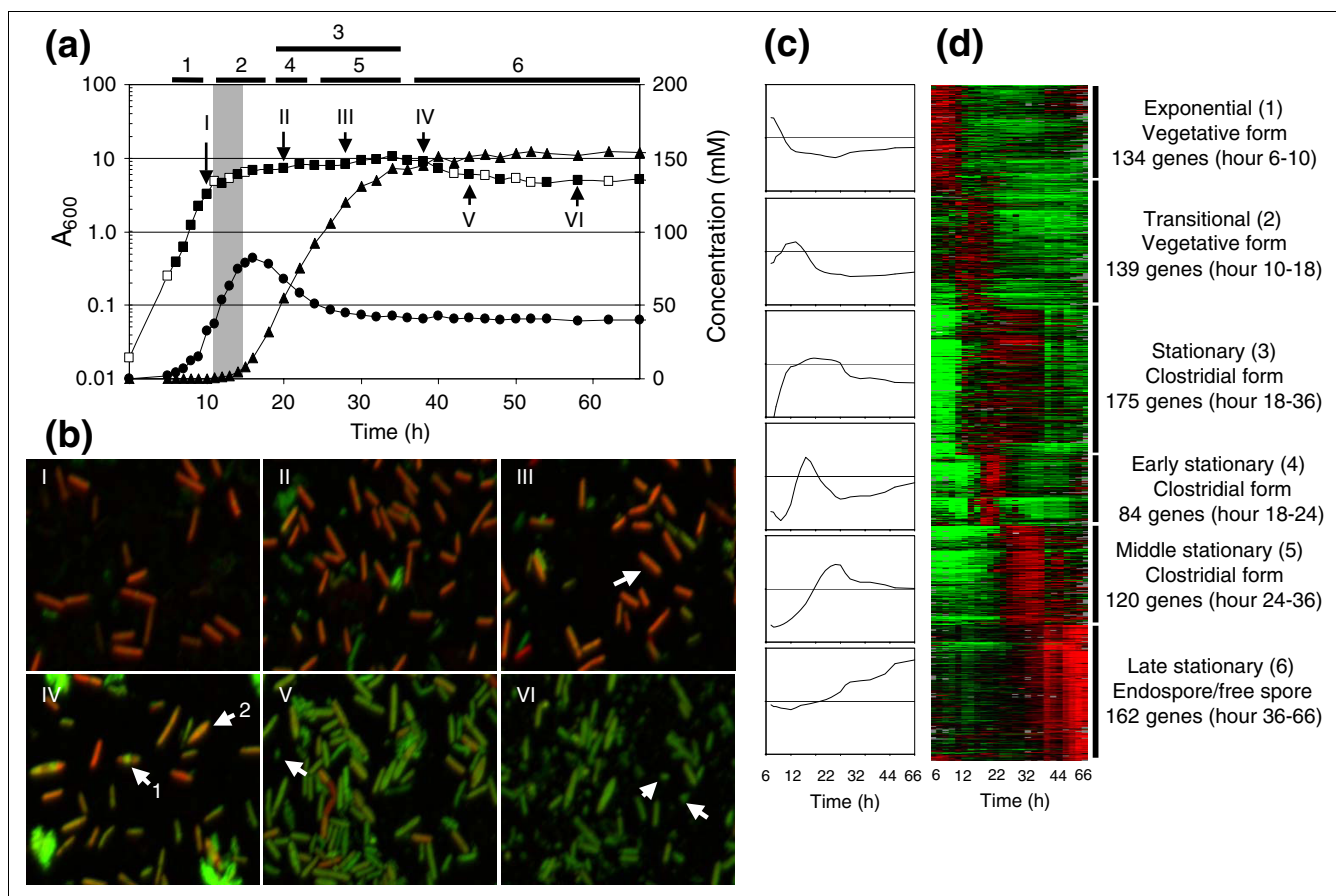 (a)
3
1 2 4 5 6
100
10
1.0
0.1
0.01
A600
200
150
100
50
0
Concentration (mM)
I II III IV
V VI
10 20 30 40 50 60
Time (h)
(b)
I II III
IV V VI
1 2
(c)
6 12 22 32 44 66
Time (h)
(d)
6 12 22 32 44 66
Time (h)
Exponential (1)
Vegetative form
134 genes (hour 6-10)
Transitional (2)
Vegetative form
139 genes (hour 10-18)
Stationary (3)
Clostridial form
175 genes (hour 18-36)
Early stationary (4)
Clostridial form
84 genes (hour 18-24)
Middle stationary (5)
Clostridial form
120 genes (hour 24-36)
Late stationary (6)
Endospore/free spore
162 genes (hour 36-66)